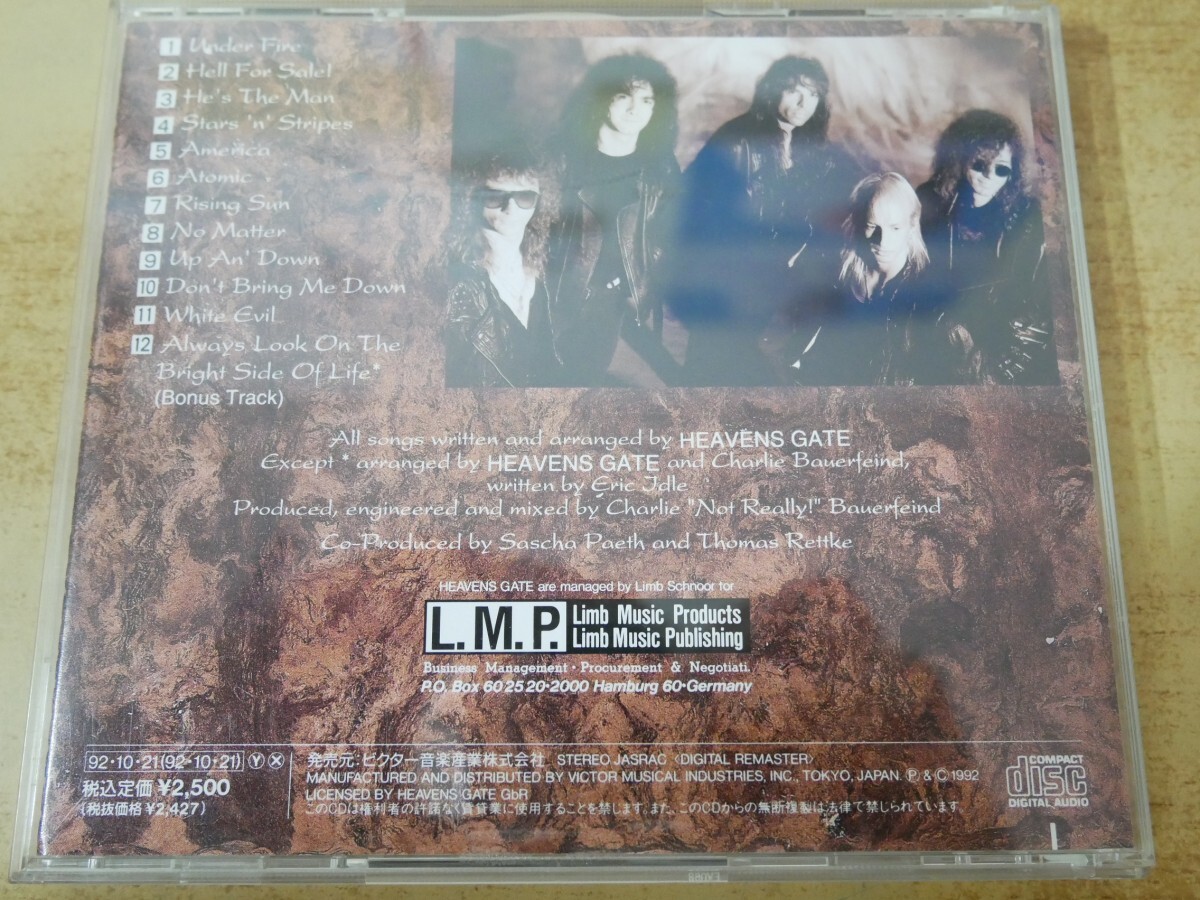 1 Under Fire
2 Hell For Sale!
3 He's The Man
4 Stars 'n' Stripes
5 America
6 Atomic
7 Rising Sun
8 No Matter
9 Up An' Down
10 Don't Bring Me Down
11 White Evil
12 Always Look On The
Bright Side Of Life*
(Bonus Track)
All songs written and arranged by HEAVENS GATE
Except * arranged by HEAVENS GATE and Charlie Bauerfeind,
written by Eric Idle
Produced, engineered and mixed by Charlie "Not Really!" Bauerfeind
Co-Produced by Sascha Paeth and Thomas Rettke
HEAVENS GATE are managed by Limb Schnoor for
L.M.P. Limb Music Products
Limb Music Publishing
Business Management · Procurement & Negotiati.
P.O. Box 60 25 20·2000 Hamburg 60·Germany
92·10·21(92-10·21) Y X
税込定価 ¥2,500
(税抜価格 ¥2,427)
発売元:ビクター音楽産業株式会社 STEREO JASRAC 〈DIGITAL REMASTER〉
MANUFACTURED AND DISTRIBUTED BY VICTOR MUSICAL INDUSTRIES, INC., TOKYO, JAPAN. Ⓟ & © 1992
LICENSED BY HEAVENS GATE GbR
このCDは権利者の許諾なく賃貸業に使用することを禁じます。また、このCDからの無断複製は法律で禁じられています
COMPACT
disc
DIGITAL AUDIO